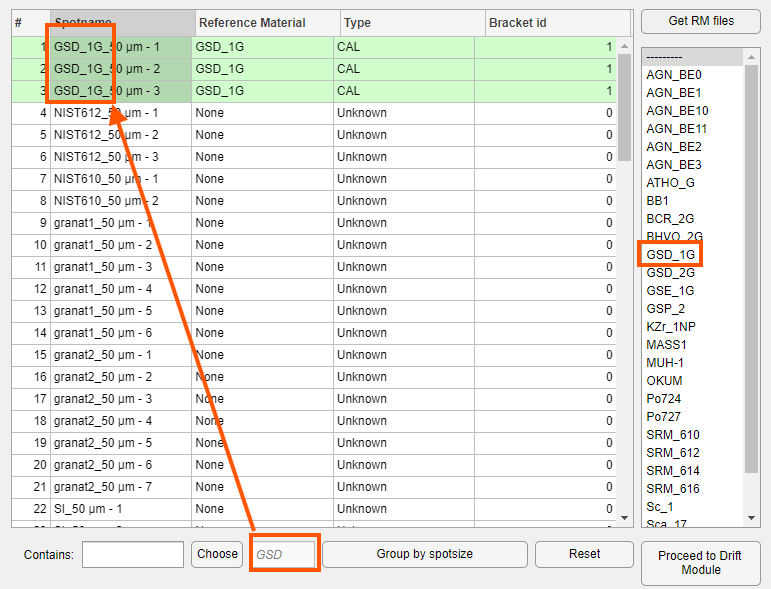 # Spotname Reference Material Type Bracket id
1 GSD_1G_50 µm - 1 GSD_1G CAL 1
2 GSD_1G_50 µm - 2 GSD_1G CAL 1
3 GSD_1G_50 µm - 3 GSD_1G CAL 1
4 NIST612_50 µm - 1 None Unknown 0
5 NIST612_50 µm - 2 None Unknown 0
6 NIST612_50 µm - 3 None Unknown 0
7 NIST610_50 µm - 1 None Unknown 0
8 NIST610_50 µm - 2 None Unknown 0
9 granat1_50 µm - 1 None Unknown 0
10 granat1_50 µm - 2 None Unknown 0
11 granat1_50 µm - 3 None Unknown 0
12 granat1_50 µm - 4 None Unknown 0
13 granat1_50 µm - 5 None Unknown 0
14 granat1_50 µm - 6 None Unknown 0
15 granat2_50 µm - 1 None Unknown 0
16 granat2_50 µm - 2 None Unknown 0
17 granat2_50 µm - 3 None Unknown 0
18 granat2_50 µm - 4 None Unknown 0
19 granat2_50 µm - 5 None Unknown 0
20 granat2_50 µm - 6 None Unknown 0
21 granat2_50 µm - 7 None Unknown 0
22 SI_50 µm - 1 None Unknown 0
Get RM files
---------
AGN_BE0
AGN_BE1
AGN_BE10
AGN_BE11
AGN_BE2
AGN_BE3
ATHO_G
BB1
BCR_2G
BHVO_2G
GSD_1G
GSD_2G
GSE_1G
GSP_2
KZr_1NP
MASS1
MUH-1
OKUM
Po724
Po727
SRM_610
SRM_612
SRM_614
SRM_616
Sc_1
Sca_17
Contains: Choose GSD Group by spotsize Reset
Proceed to Drift
Module